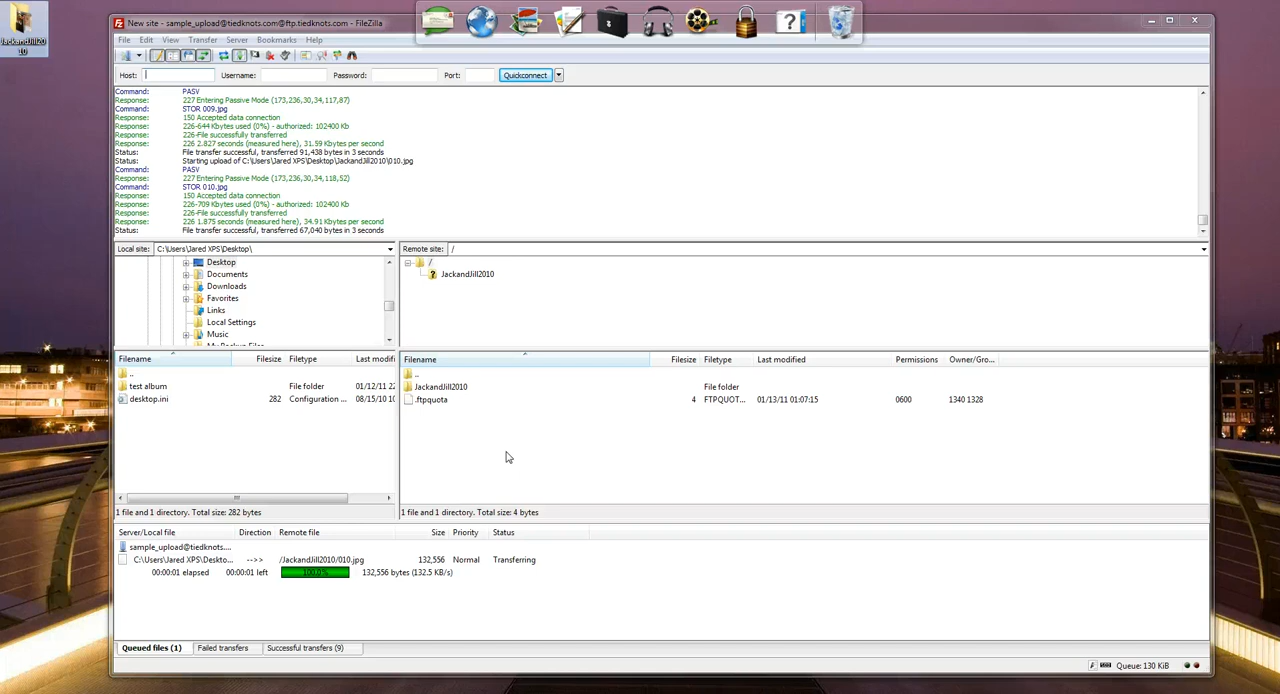 JackandJill20
10
New site - sample_upload@tiedknots.com@ftp.tiedknots.com - FileZilla
File Edit View Transfer Server Bookmarks Help
Host: Username: Password: Port: Quickconnect
Command: PASV
Response: 227 Entering Passive Mode (173,236,30,34,117,87)
Command: STOR 009.jpg
Response: 150 Accepted data connection
Response: 226-644 Kbytes used (0%) - authorized: 102400 Kb
Response: 226-File successfully transferred
Response: 226 2.827 seconds (measured here), 31.59 Kbytes per second
Status: File transfer successful, transferred 91,438 bytes in 3 seconds
Status: Starting upload of C:\Users\Jared XPS\Desktop\JackandJill2010\010.jpg
Command: PASV
Response: 227 Entering Passive Mode (173,236,30,34,118,52)
Command: STOR 010.jpg
Response: 150 Accepted data connection
Response: 226-709 Kbytes used (0%) - authorized: 102400 Kb
Response: 226-File successfully transferred
Response: 226 1.875 seconds (measured here), 34.91 Kbytes per second
Status: File transfer successful, transferred 67,040 bytes in 3 seconds
Local site: C:\Users\Jared XPS\Desktop\ Remote site: /
Desktop
Documents
Downloads
Favorites
Links
Local Settings
Music
/
JackandJill2010
Filename Filesize Filetype Last modifi
..
test album File folder 01/12/11 22
desktop.ini 282 Configuration ... 08/15/10 10
1 file and 1 directory. Total size: 282 bytes
Filename Filesize Filetype Last modified Permissions Owner/Gro...
..
JackandJill2010 File folder
.ftpquota 4 FTPQUOT... 01/13/11 01:07:15 0600 1340 1328
1 file and 1 directory. Total size: 4 bytes
Server/Local file Direction Remote file Size Priority Status
sample_upload@tiedknots....
C:\Users\Jared XPS\Deskto... -->> /JackandJill2010/010.jpg 132,556 Normal Transferring
00:00:01 elapsed 00:00:01 left 100.0% 132,556 bytes (132.5 KB/s)
Queued files (1) Failed transfers Successful transfers (9)
Queue: 130 KiB